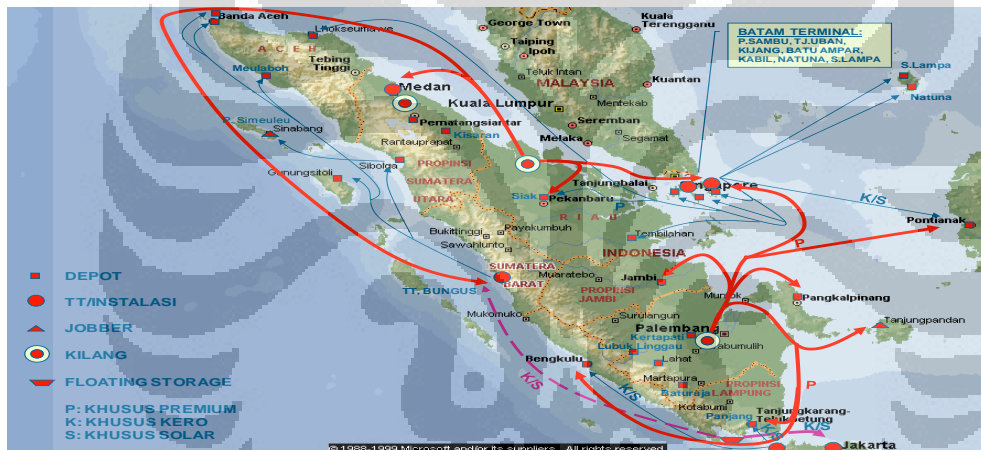 Banda Aceh
Lhokseumawe
George Town
Kuala
Terengganu
BATAM TERMINAL:
P.SAMBU, TJ.UBAN,
KIJANG, BATU AMPAR,
KABIL, NATUNA, S.LAMPA
Taiping
Ipoh
A C E H
Tebing
Tinggi
Meulaboh
Teluk Intan
MALAYSIA
Kuantan
S.Lampa
Natuna
Medan
Kuala Lumpur
Mentekab
P. Simeuleu
Sinabang
Pematangsiantar
Kisaran
Seremban
Melaka
Segamat
Rantauprapat
Sibolga
PROPINSI
SUMATERA
UTARA
Gunungsitoli
Tanjungbalai
Siak
Pekanbaru
P
K/S
R I A U
Pontianak
Bukittinggi
Payakumbuh
Tembilahan
Sawahlunto
INDONESIA
P
SUMATERA
BARAT
Muaratebo
Jambi
DEPOT
TT. BUNGUS
PROPINSI
JAMBI
Pangkalpinang
TT/INSTALASI
Mukomuko
Surulangun
Tanjungpandan
JOBBER
Palembang
Kertapati
Lubuk Linggau
KILANG
Bengkulu
Lahat
FLOATING STORAGE
K/S
K/S
Martapura
Baturaja
PROPINSI
LAMPUNG
P
P: KHUSUS PREMIUM
K: KHUSUS KERO
S: KHUSUS SOLAR
Kotabumi
Panjang
Tanjungkarang-
Telukbetung
K/S
K/S
Jakarta
© 1988-1999 Microsoft and/or its suppliers. All rights reserved.